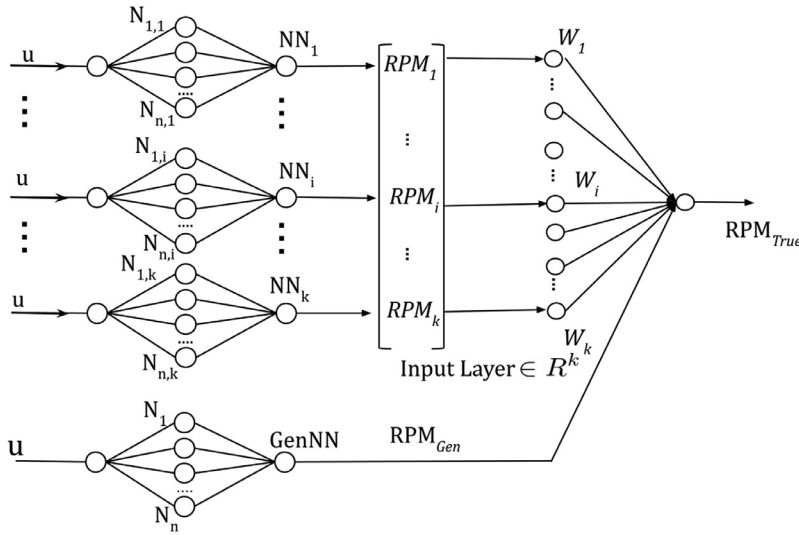 N1,1
u
NN1
....
Nn,1
RPM1
W1
N1,i
u
NNi
....
Nn,i
RPMi
Wi
N1,k
u
NNk
....
Nn,k
RPMk
Wk
RPMTrue
Input Layer ∈ R^k
N1
u
GenNN
RPMGen
....
Nn